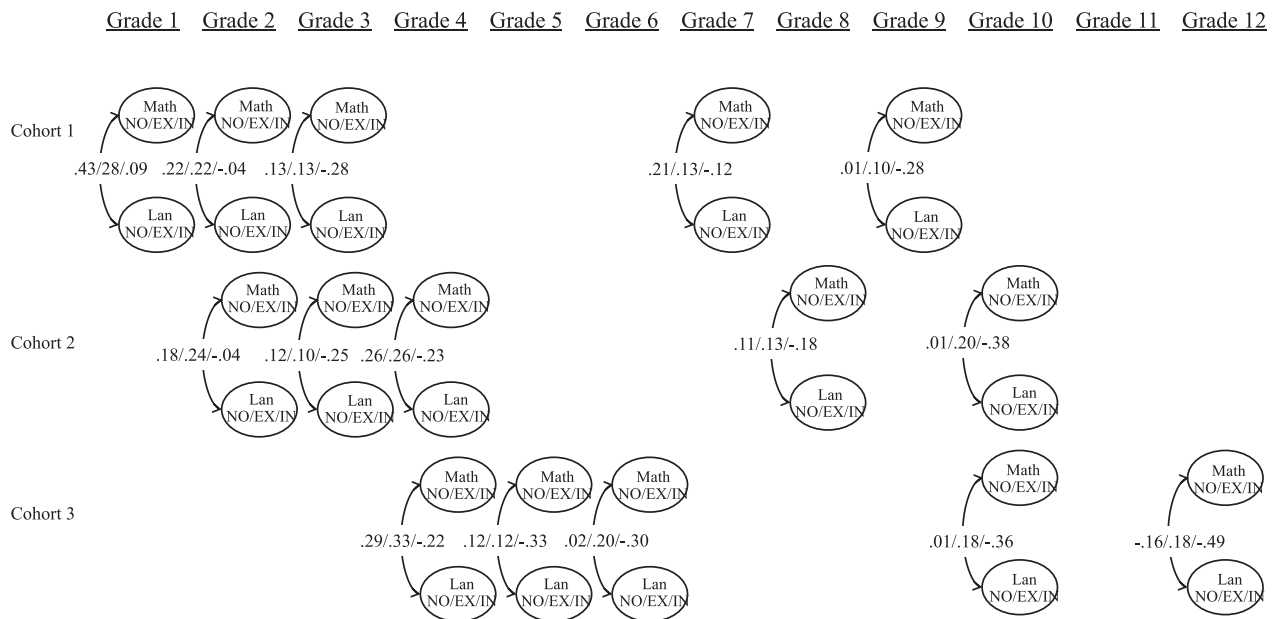 Grade 1 Grade 2 Grade 3 Grade 4 Grade 5 Grade 6 Grade 7 Grade 8 Grade 9 Grade 10 Grade 11 Grade 12
Math Math Math Math Math
NO/EX/IN NO/EX/IN NO/EX/IN NO/EX/IN NO/EX/IN
Cohort 1
.43/28/.09 .22/.22/-.04 .13/.13/-.28 .21/.13/-.12 .01/.10/-.28
Lan Lan Lan Lan Lan
NO/EX/IN NO/EX/IN NO/EX/IN NO/EX/IN NO/EX/IN
Math Math Math Math Math
NO/EX/IN NO/EX/IN NO/EX/IN NO/EX/IN NO/EX/IN
Cohort 2
.18/.24/-.04 .12/.10/-.25 .26/.26/-.23 .11/.13/-.18 .01/.20/-.38
Lan Lan Lan Lan Lan
NO/EX/IN NO/EX/IN NO/EX/IN NO/EX/IN NO/EX/IN
Math Math Math Math Math
NO/EX/IN NO/EX/IN NO/EX/IN NO/EX/IN NO/EX/IN
Cohort 3
.29/.33/-.22 .12/.12/-.33 .02/.20/-.30 .01/.18/-.36 -.16/.18/-.49
Lan Lan Lan Lan Lan
NO/EX/IN NO/EX/IN NO/EX/IN NO/EX/IN NO/EX/IN